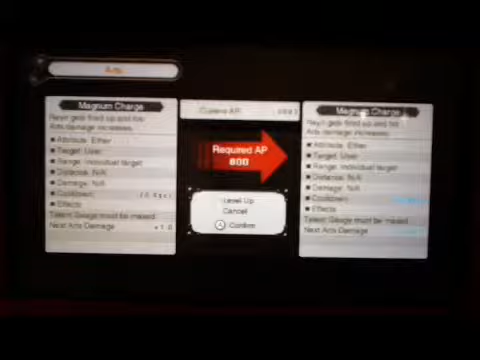 Arts
Magnum Charge
Reyn gets fired up and his
Arts damage increases.
Attribute: Ether
Target: User
Range: Individual target
Distance: N/A
Damage: N/A
Cooldown:
Effects
Talent Gauge must be maxed
Next Arts Damage
Current AP:
Required AP
800
Level Up
Cancel
A Confirm
Magnum Charge
Reyn gets fired up and his
Arts damage increases.
Attribute: Ether
Target: User
Range: Individual target
Distance: N/A
Damage: N/A
Cooldown:
Effects
Talent Gauge must be maxed
Next Arts Damage